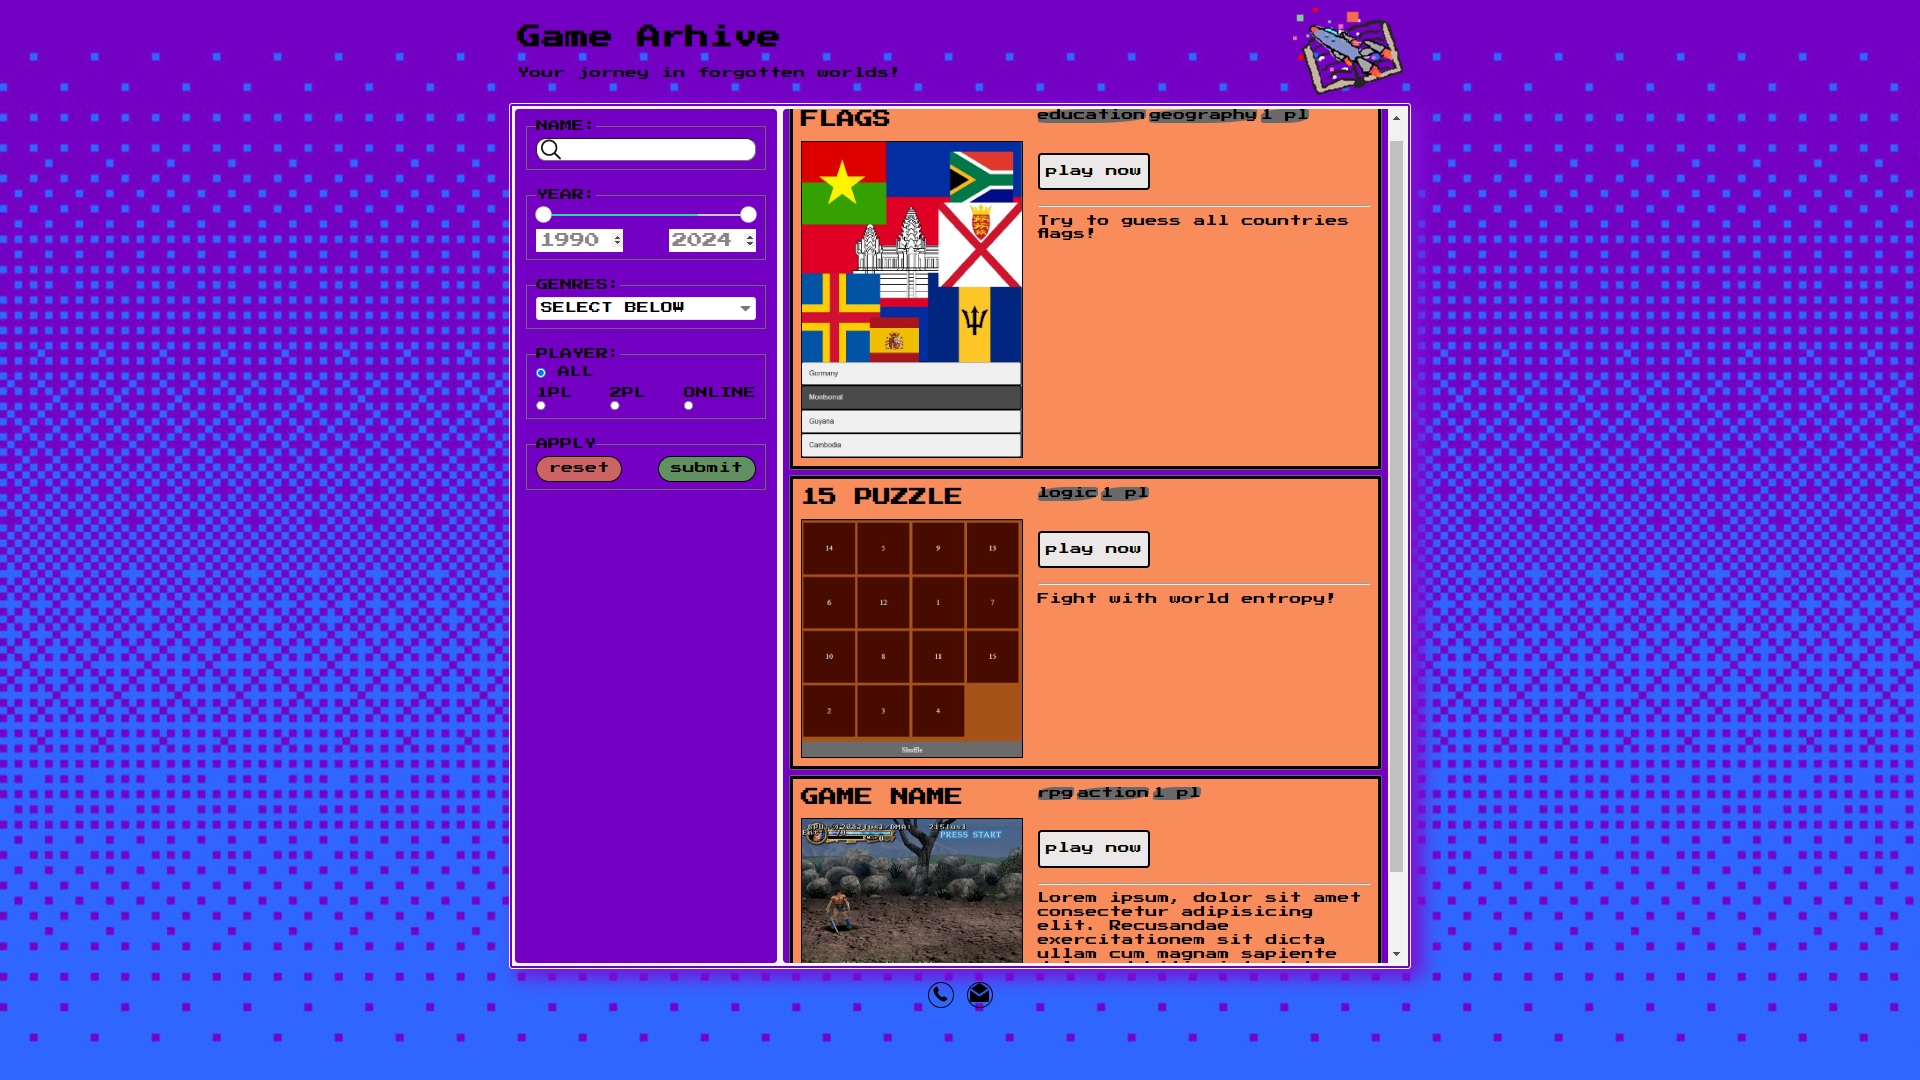 Game Arhive
Your jorney in forgotten worlds!
NAME:
YEAR:
1990
2024
GENRES:
SELECT BELOW
PLAYER:
ALL
1PL 2PL ONLINE
APPLY
reset
submit
FLAGS
education geography 1 pl
play now
Try to guess all countries
flags!
Germany
Montserrat
Guyana
Cambodia
15 PUZZLE
logic 1 pl
play now
Fight with world entropy!
14 5 9 13
6 12 1 7
10 8 11 15
2 3 4
Shuffle
GAME NAME
rpg action 1 pl
play now
Lorem ipsum, dolor sit amet
consectetur adipisicing
elit. Recusandae
exercitationem sit dicta
ullam cum magnam sapiente
PRESS START